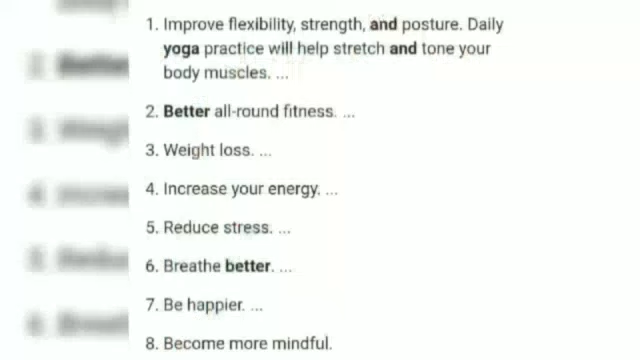 1. Improve flexibility, strength, and posture. Daily
yoga practice will help stretch and tone your
body muscles. ...
2. Better all-round fitness. ...
3. Weight loss. ...
4. Increase your energy. ...
5. Reduce stress. ...
6. Breathe better. ...
7. Be happier. ...
8. Become more mindful.